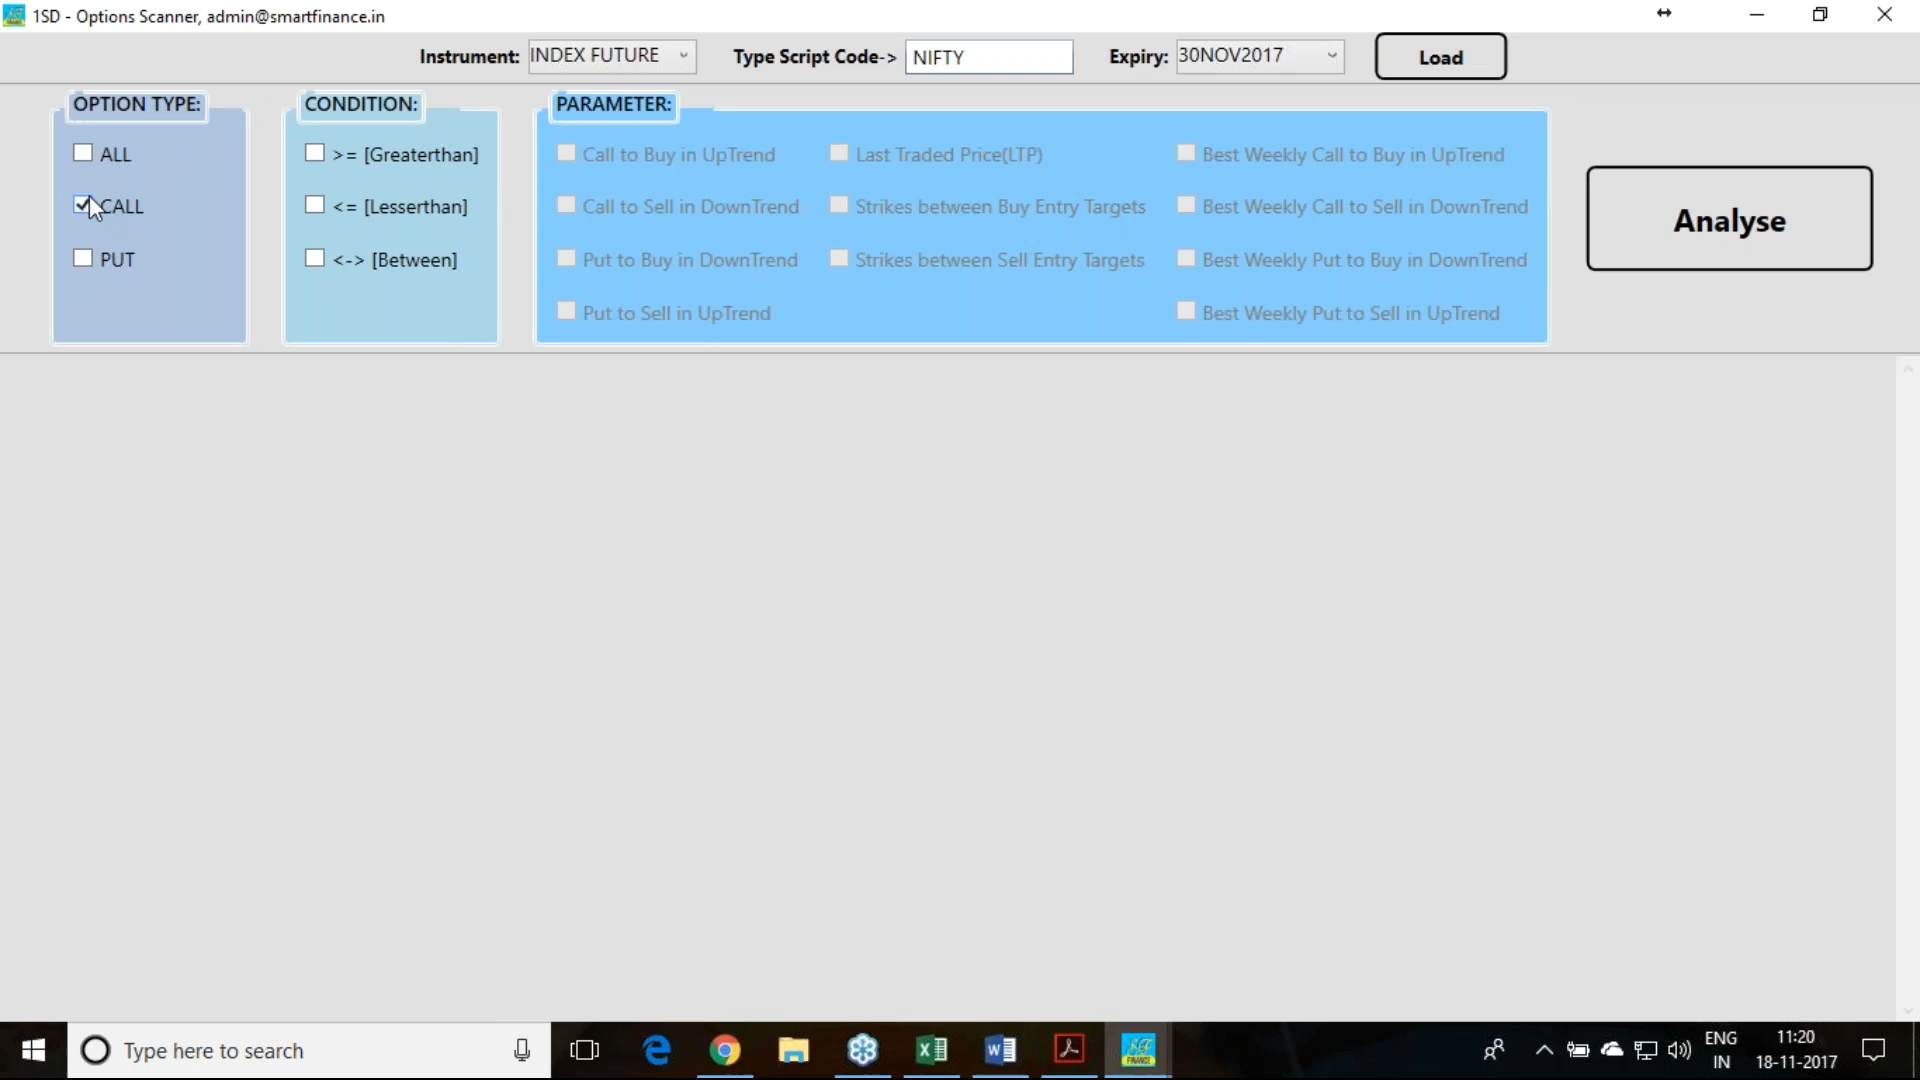 1SD - Options Scanner, admin@smartfinance.in
Instrument: INDEX FUTURE Type Script Code-> NIFTY Expiry: 30NOV2017 Load
OPTION TYPE: CONDITION: PARAMETER:
ALL >= [Greaterthan] Call to Buy in UpTrend Last Traded Price(LTP) Best Weekly Call to Buy in UpTrend
CALL <= [Lesserthan] Call to Sell in DownTrend Strikes between Buy Entry Targets Best Weekly Call to Sell in DownTrend
Analyse
PUT <-> [Between] Put to Buy in DownTrend Strikes between Sell Entry Targets Best Weekly Put to Buy in DownTrend
Put to Sell in UpTrend Best Weekly Put to Sell in UpTrend
Type here to search
ENG 11:20
IN 18-11-2017